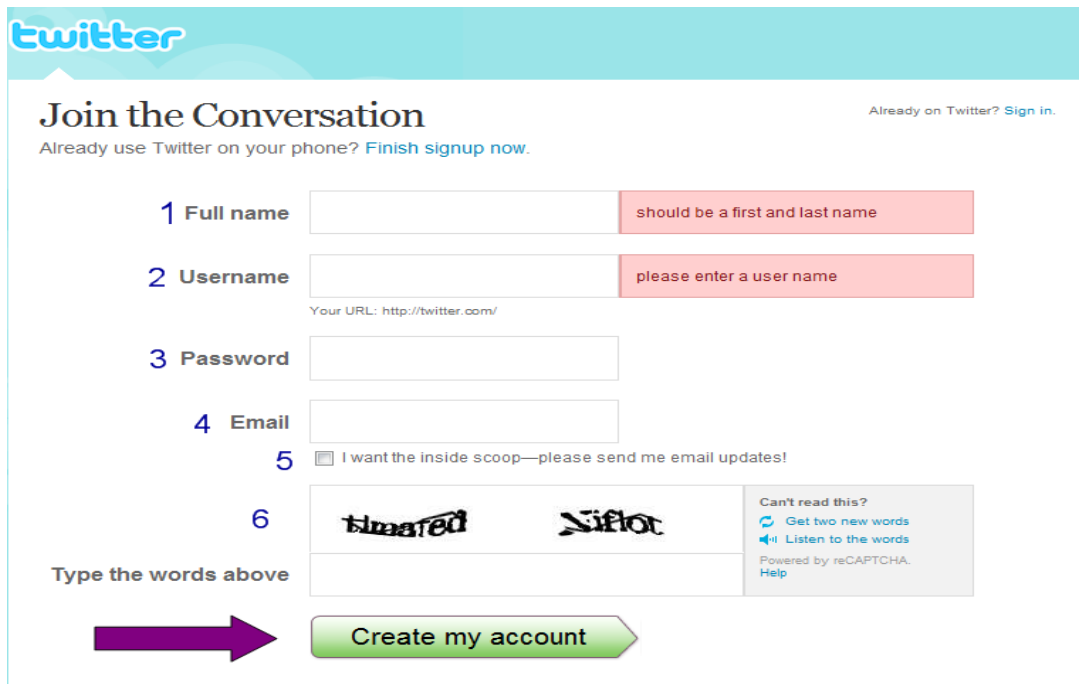 twitter
Join the Conversation
Already on Twitter? Sign in.
Already use Twitter on your phone? Finish signup now.
1 Full name
should be a first and last name
2 Username
please enter a user name
Your URL: http://twitter.com/
3 Password
4 Email
5 I want the inside scoop—please send me email updates!
6
Can't read this?
Get two new words
Listen to the words
Powered by reCAPTCHA.
Help
Type the words above
Create my account